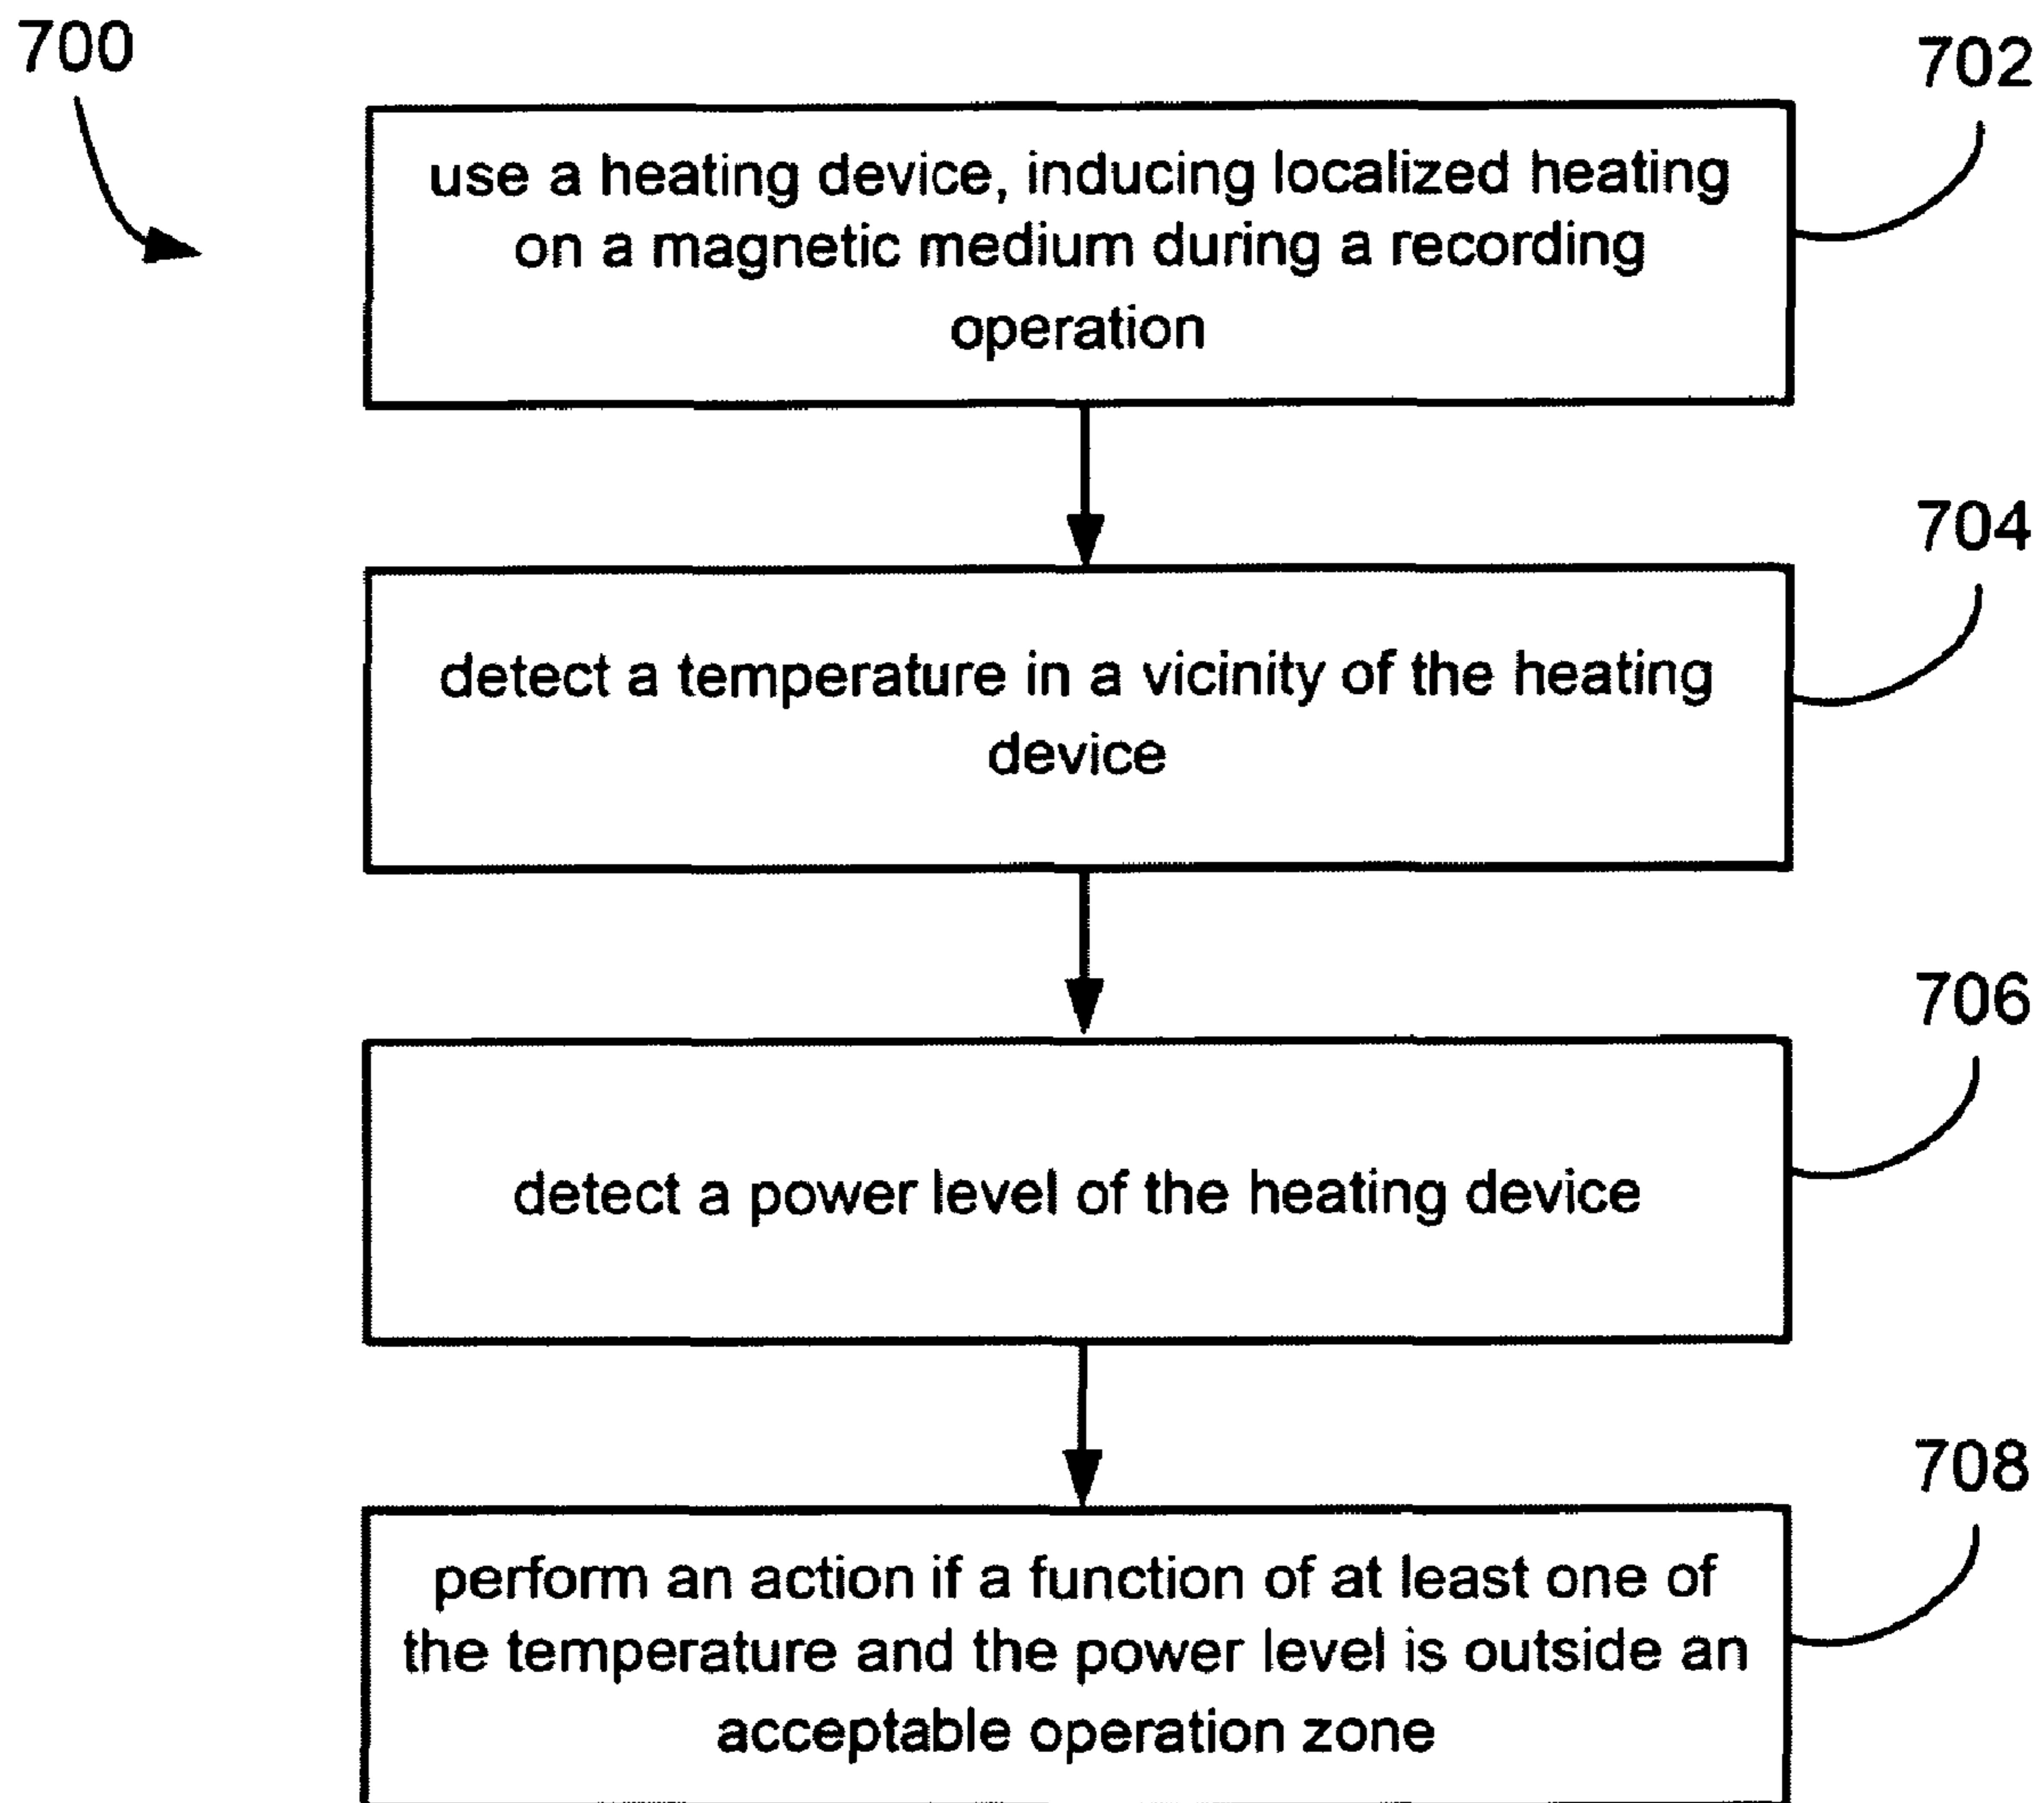 700
702
use a heating device, inducing localized heating
on a magnetic medium during a recording
operation
704
detect a temperature in a vicinity of the heating
device
706
detect a power level of the heating device
708
perform an action if a function of at least one of
the temperature and the power level is outside an
acceptable operation zone